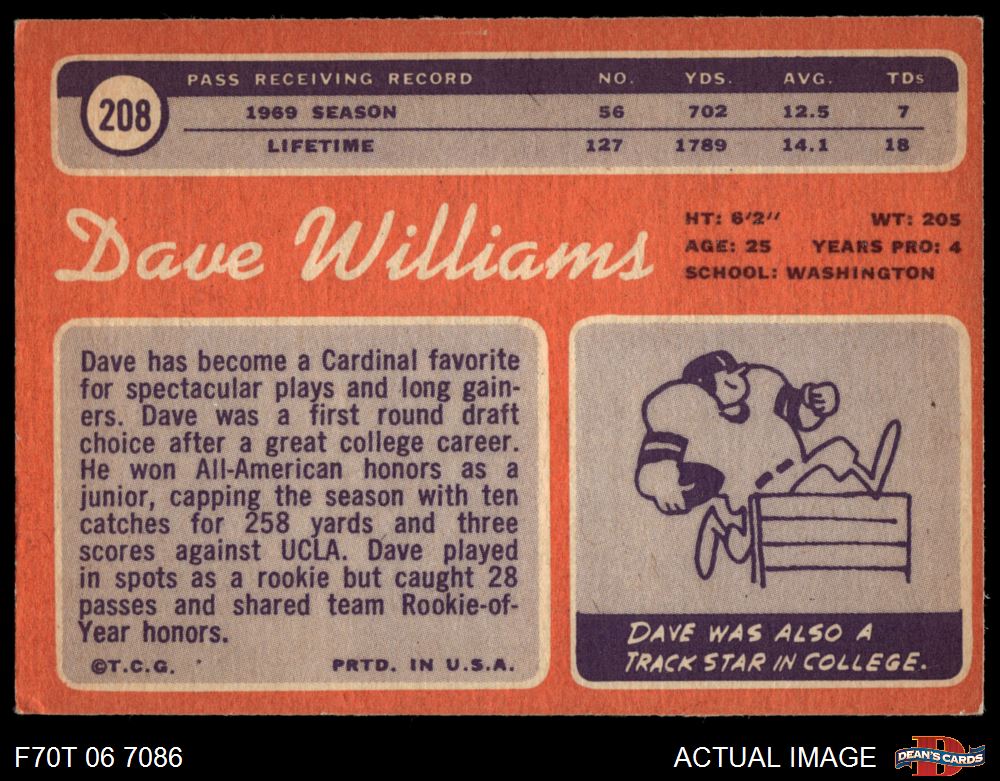 208
PASS RECEIVING RECORD NO. YDS. AVG. TDs
1969 SEASON 56 702 12.5 7
LIFETIME 127 1789 14.1 18
Dave Williams
HT: 6'2" WT: 205
AGE: 25 YEARS PRO: 4
SCHOOL: WASHINGTON
Dave has become a Cardinal favorite
for spectacular plays and long gain-
ers. Dave was a first round draft
choice after a great college career.
He won All-American honors as a
junior, capping the season with ten
catches for 258 yards and three
scores against UCLA. Dave played
in spots as a rookie but caught 28
passes and shared team Rookie-of-
Year honors.
©T.C.G. PRTD. IN U.S.A.
DAVE WAS ALSO A
TRACK STAR IN COLLEGE.
F70T 06 7086
ACTUAL IMAGE
D
DEAN'S CARDS